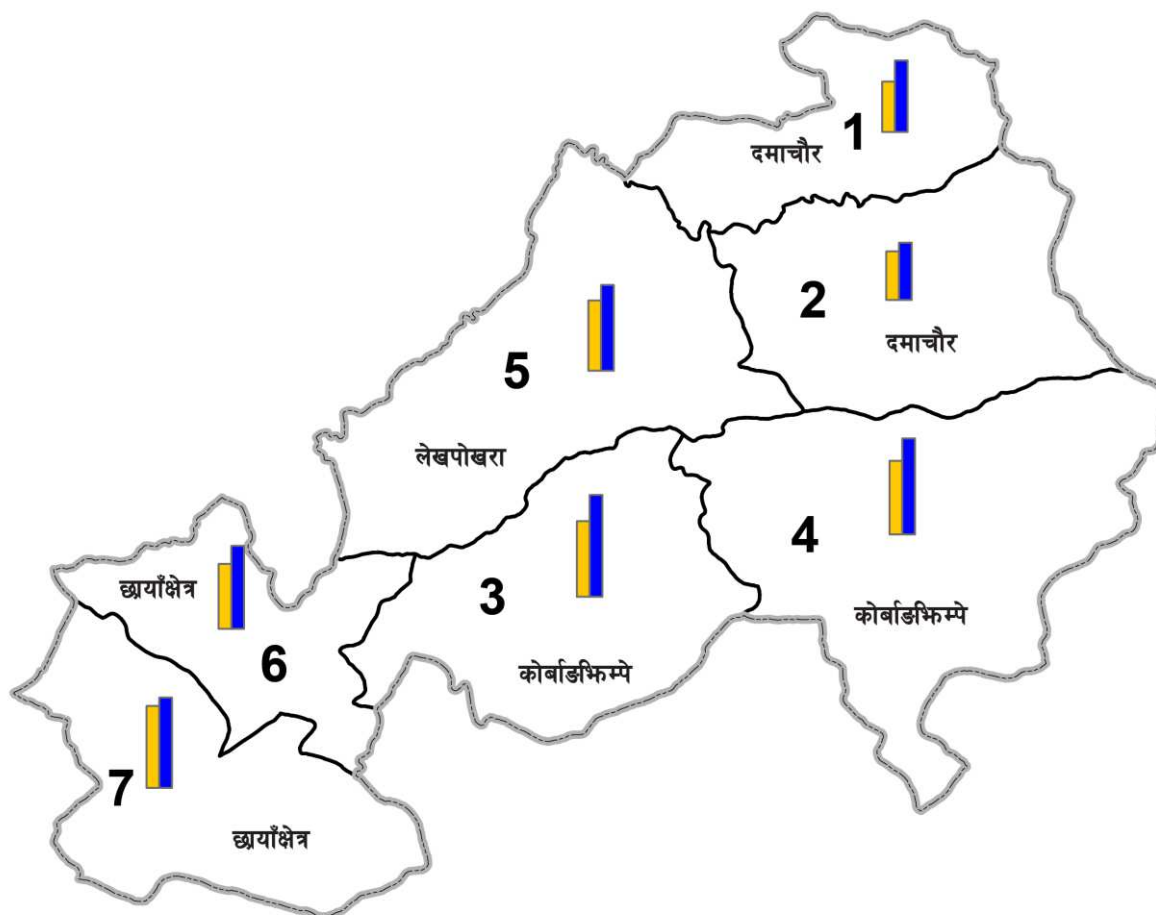 1
दमाचौर
2
दमाचौर
5
लेखपोखरा
4
कोर्बाङझिम्पे
3
कोर्बाङझिम्पे
छायाँक्षेत्र
6
7
छायाँक्षेत्र